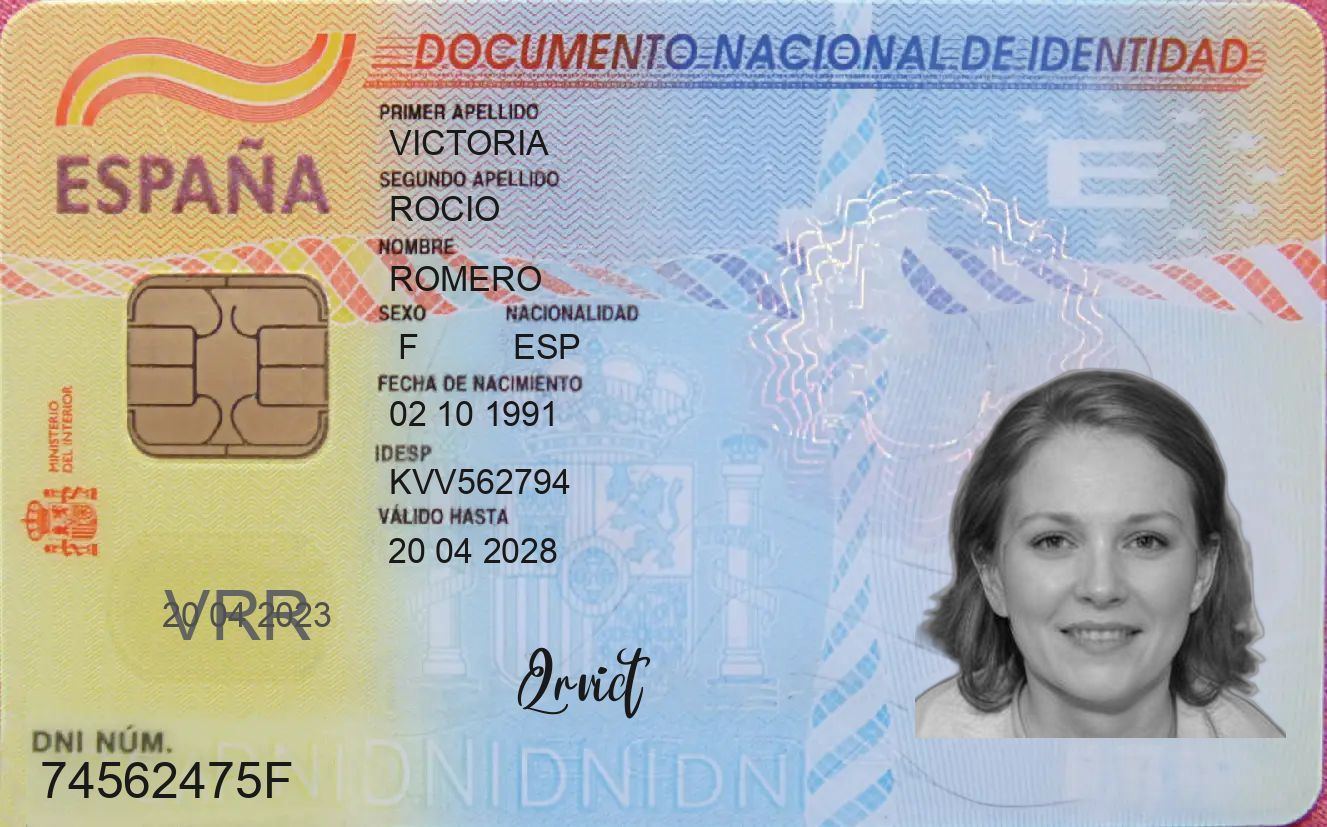 DOCUMENTO NACIONAL DE IDENTIDAD
ESPAÑA
PRIMER APELLIDO
VICTORIA
SEGUNDO APELLIDO
ROCIO
NOMBRE
ROMERO
SEXO NACIONALIDAD
F ESP
FECHA DE NACIMIENTO
02 10 1991
IDESP
KVV562794
VÁLIDO HASTA
20 04 2028
MINISTERIO
DEL INTERIOR
E
VRR
20 04 2023
Qrvict
DNI NÚM.
74562475F
DNIDNIDNIDNI